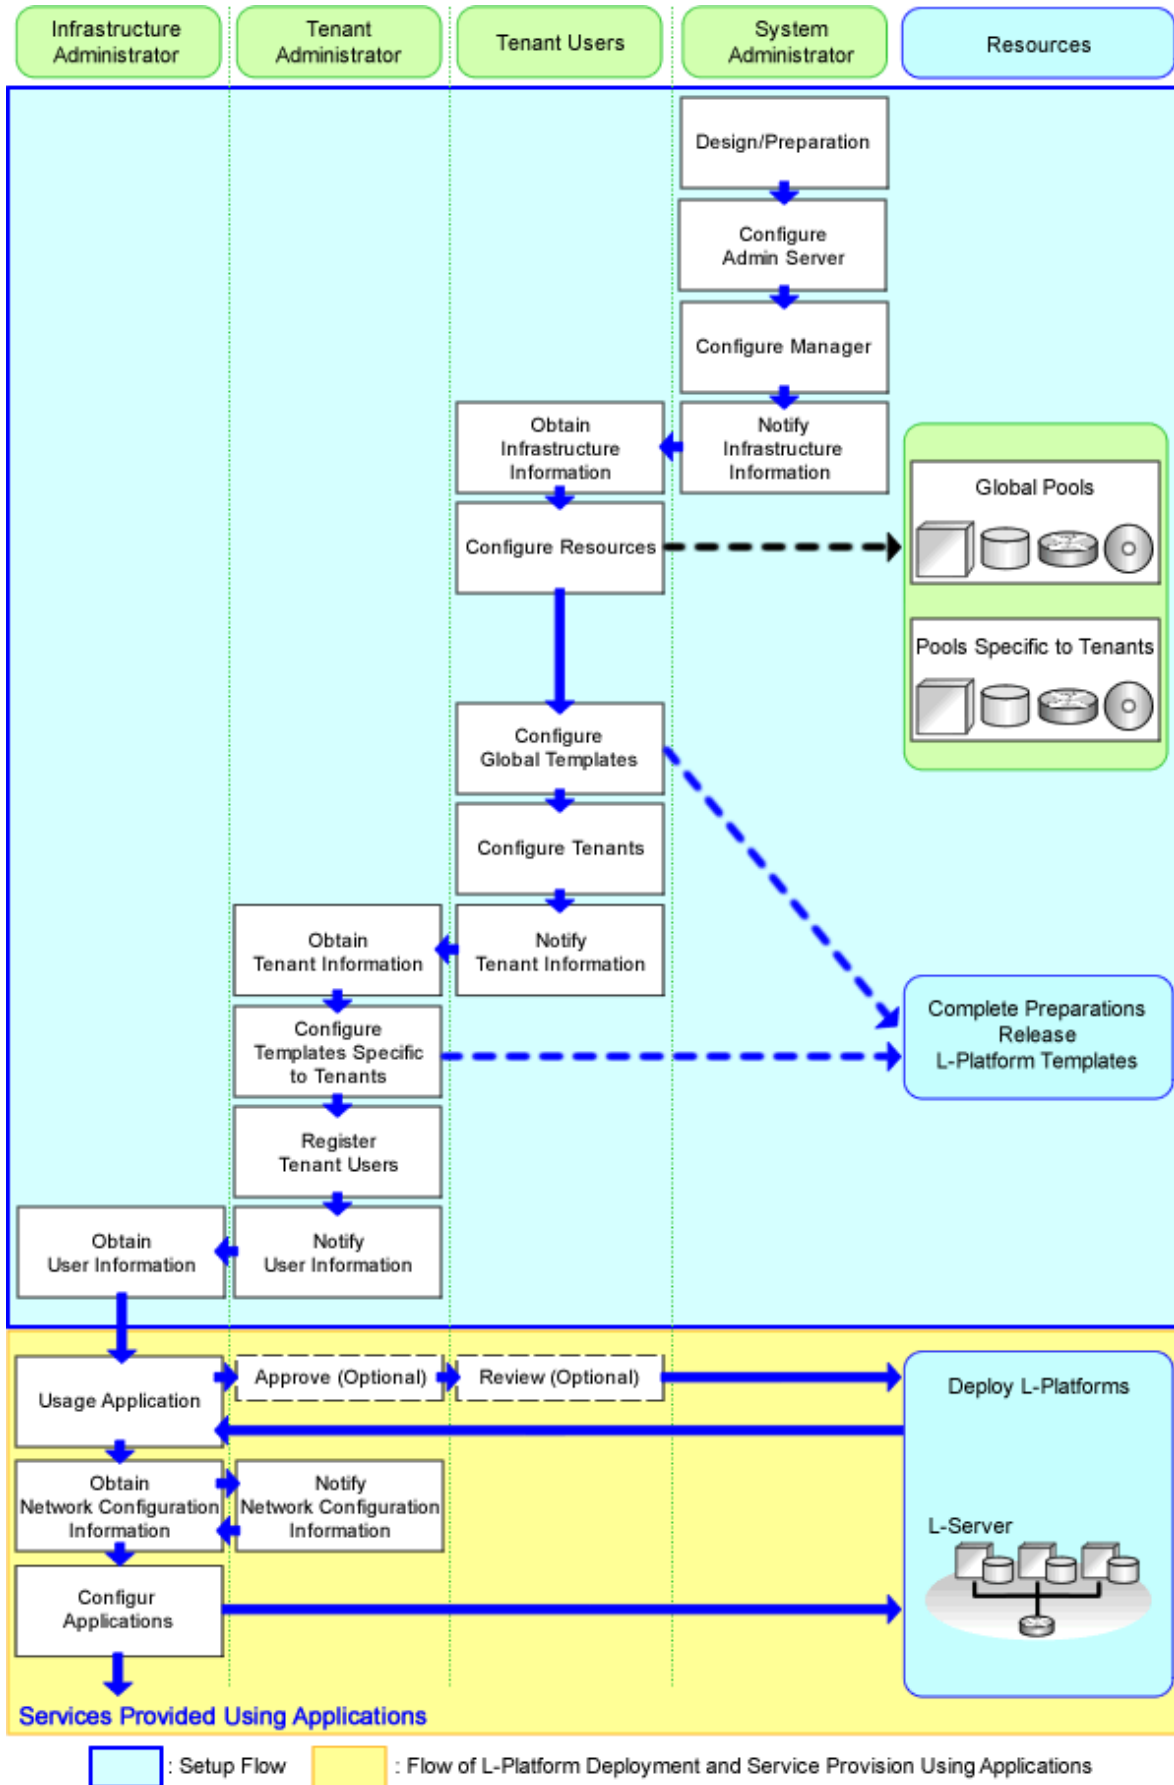 Infrastructure
Administrator
Tenant
Administrator
Tenant Users
System
Administrator
Resources
Design/Preparation
Configure
Admin Server
Configure Manager
Obtain
Infrastructure
Information
Notify
Infrastructure
Information
Global Pools
Configure Resources
Pools Specific to Tenants
Configure
Global Templates
Configure Tenants
Obtain
Tenant Information
Notify
Tenant Information
Complete Preparations
Release
L-Platform Templates
Configure
Templates Specific
to Tenants
Register
Tenant Users
Obtain
User Information
Notify
User Information
Usage Application
Approve (Optional)
Review (Optional)
Deploy L-Platforms
Obtain
Network Configuration
Information
Notify
Network Configuration
Information
L-Server
Configur
Applications
Services Provided Using Applications
: Setup Flow
: Flow of L-Platform Deployment and Service Provision Using Applications